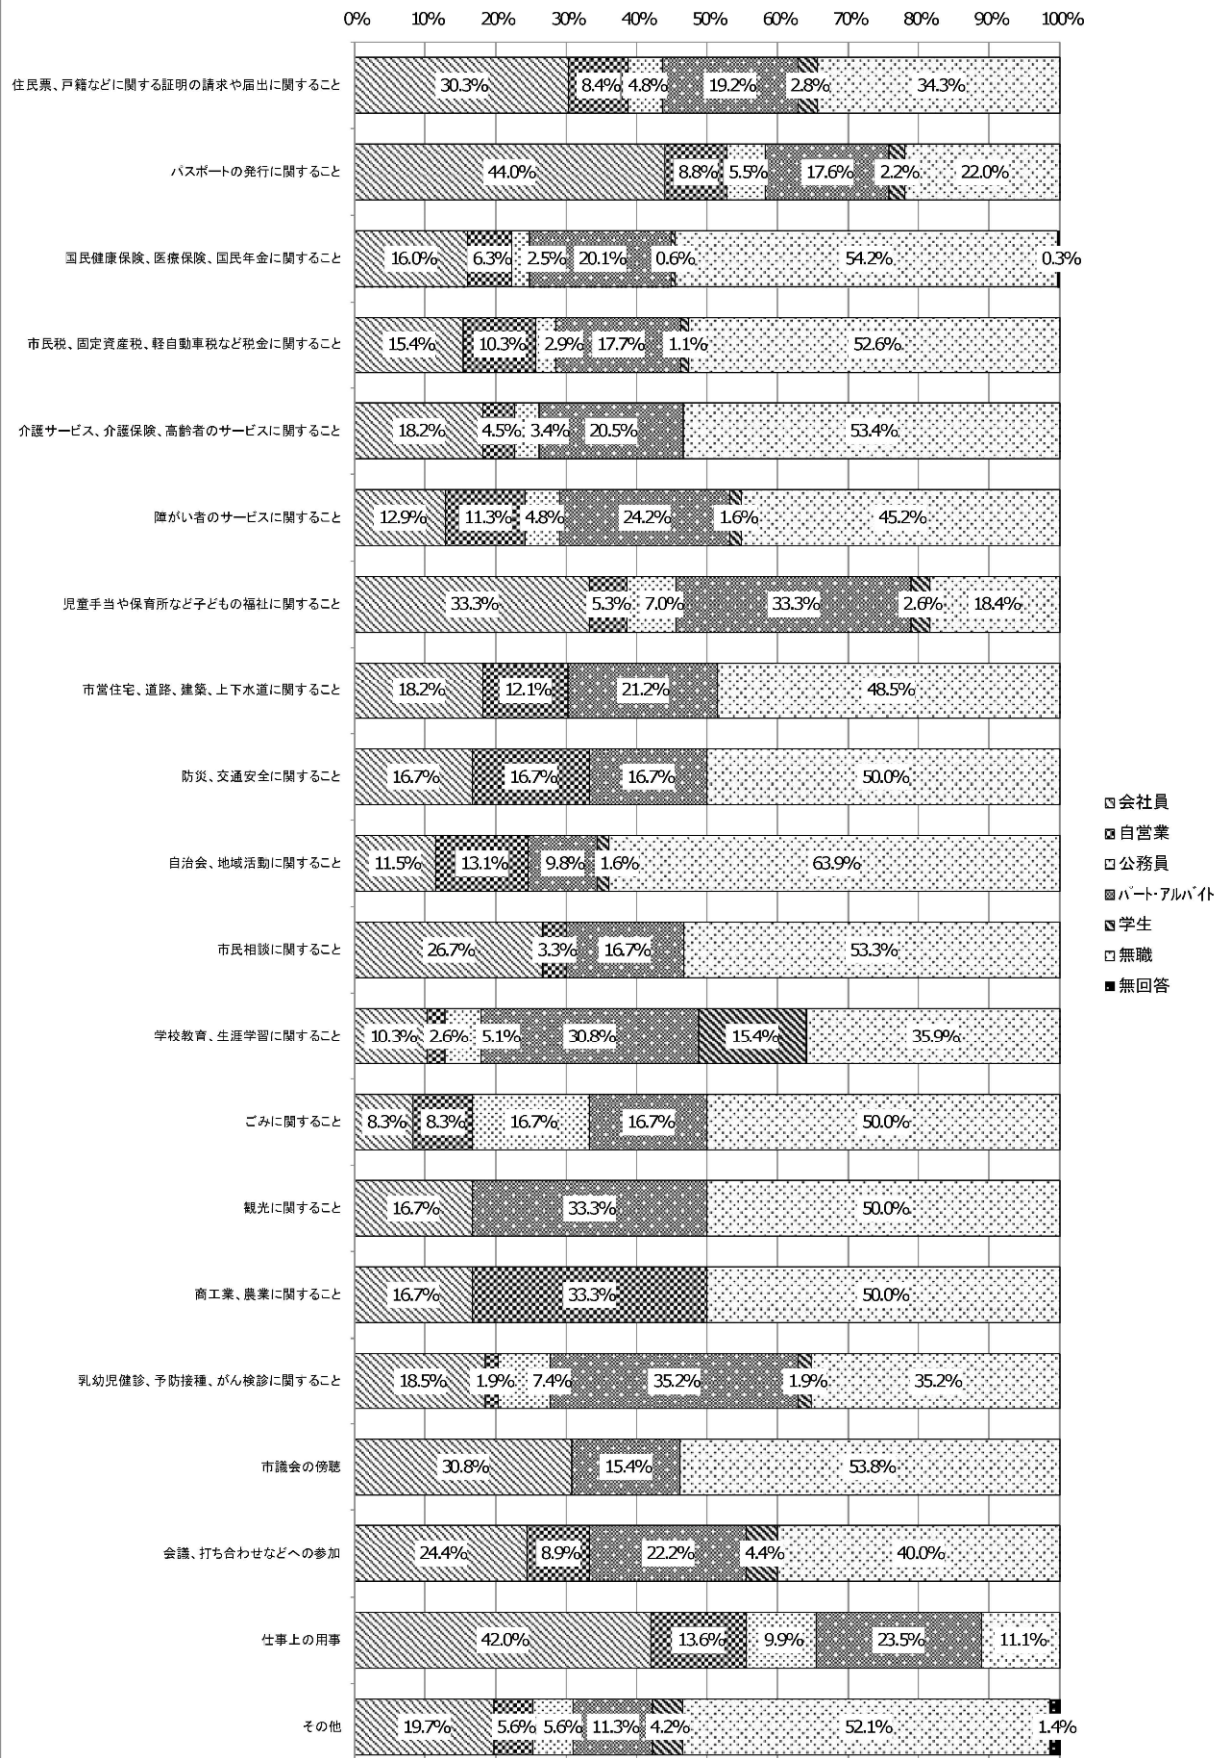 0% 10% 20% 30% 40% 50% 60% 70% 80% 90% 100%
住民票、戸籍などに関する証明の請求や届出に関すること 30.3% 8.4% 4.8% 19.2% 2.8% 34.3%
パスポートの発行に関すること 44.0% 8.8% 5.5% 17.6% 2.2% 22.0%
国民健康保険、医療保険、国民年金に関すること 16.0% 6.3% 2.5% 20.1% 0.6% 54.2% 0.3%
市民税、固定資産税、軽自動車税など税金に関すること 15.4% 10.3% 2.9% 17.7% 1.1% 52.6%
介護サービス、介護保険、高齢者のサービスに関すること 18.2% 4.5% 3.4% 20.5% 53.4%
障がい者のサービスに関すること 12.9% 11.3% 4.8% 24.2% 1.6% 45.2%
児童手当や保育所など子どもの福祉に関すること 33.3% 5.3% 7.0% 33.3% 2.6% 18.4%
市営住宅、道路、建築、上下水道に関すること 18.2% 12.1% 21.2% 48.5%
防災、交通安全に関すること 16.7% 16.7% 16.7% 50.0%
自治会、地域活動に関すること 11.5% 13.1% 9.8% 1.6% 63.9%
市民相談に関すること 26.7% 3.3% 16.7% 53.3%
学校教育、生涯学習に関すること 10.3% 2.6% 5.1% 30.8% 15.4% 35.9%
ごみに関すること 8.3% 8.3% 16.7% 16.7% 50.0%
観光に関すること 16.7% 33.3% 50.0%
商工業、農業に関すること 16.7% 33.3% 50.0%
乳幼児健診、予防接種、がん検診に関すること 18.5% 1.9% 7.4% 35.2% 1.9% 35.2%
市議会の傍聴 30.8% 15.4% 53.8%
会議、打ち合わせなどへの参加 24.4% 8.9% 22.2% 4.4% 40.0%
仕事上の用事 42.0% 13.6% 9.9% 23.5% 11.1%
その他 19.7% 5.6% 5.6% 11.3% 4.2% 52.1% 1.4%
会社員
自営業
公務員
ﾊﾟｰﾄ・ｱﾙﾊﾞｲﾄ
学生
無職
無回答